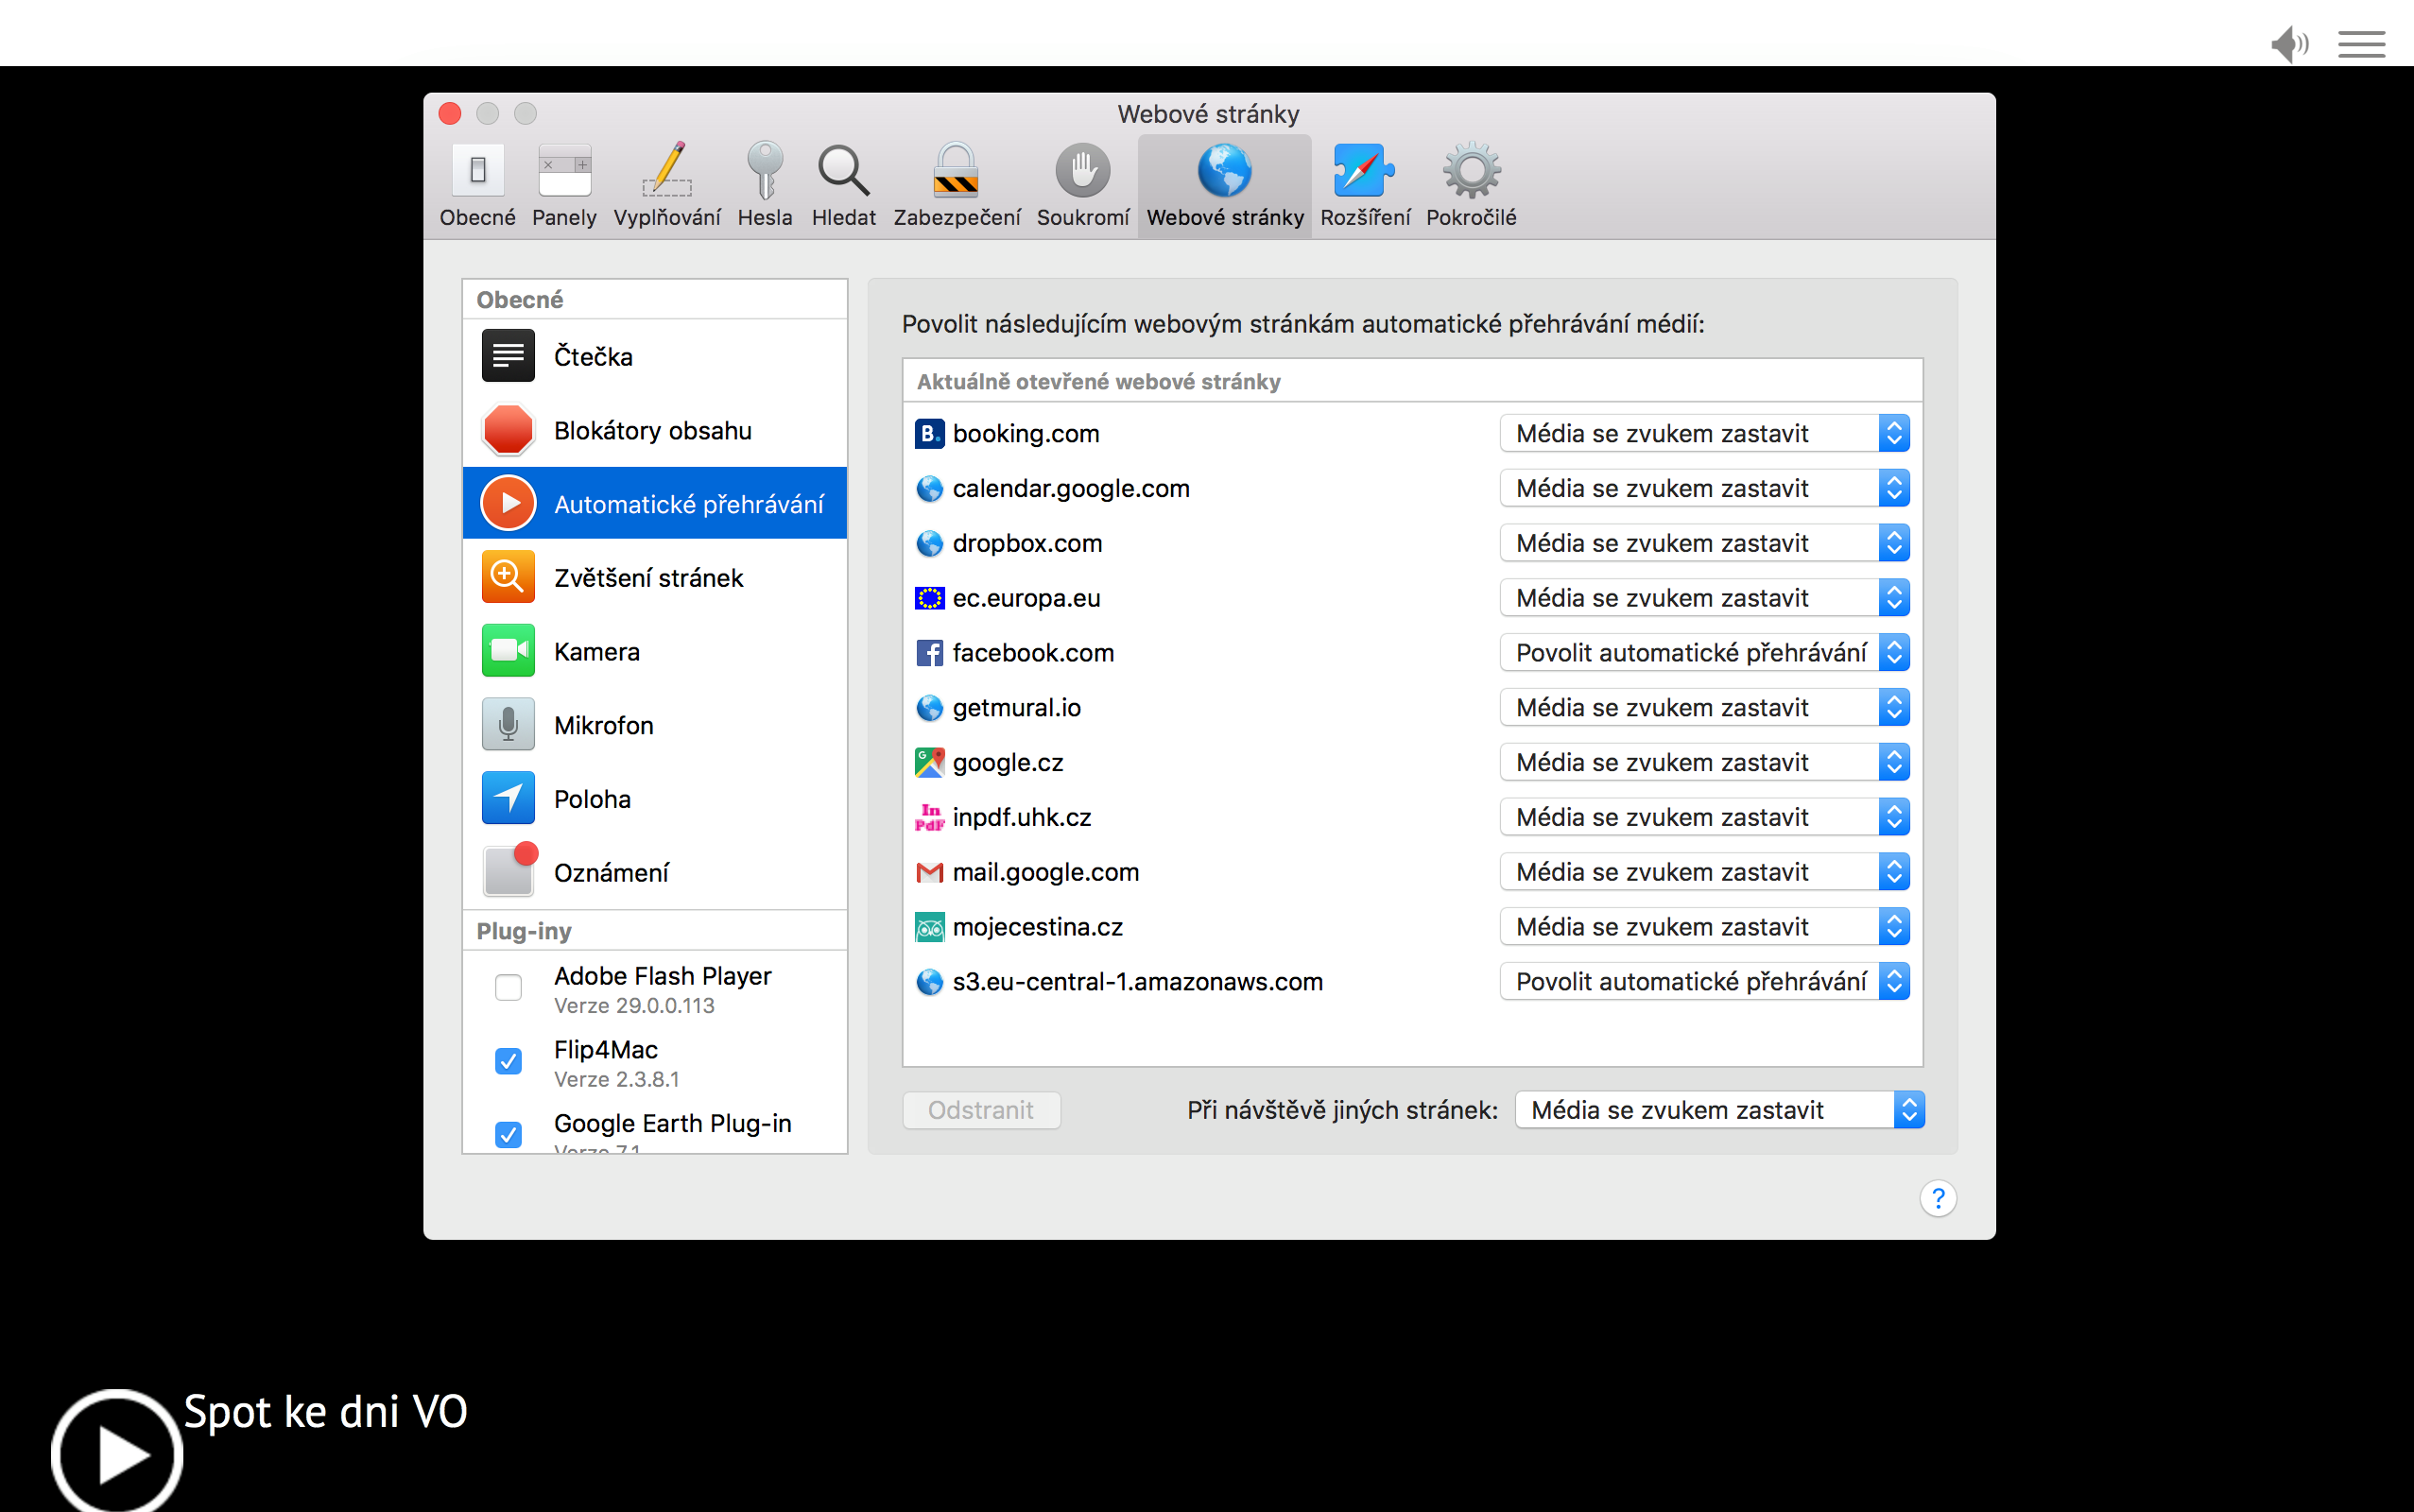 Webové stránky
Obecné
Panely
Vyplňování
Hesla
Hledat
Zabezpečení
Soukromí
Webové stránky
Rozšíření
Pokročilé
Obecné
Čtečka
Blokátory obsahu
Automatické přehrávání
Zvětšení stránek
Kamera
Mikrofon
Poloha
Oznámení
Plug-iny
Adobe Flash Player
Verze 29.0.0.113
Flip4Mac
Verze 2.3.8.1
Google Earth Plug-in
Verze 7.1
Povolit následujícím webovým stránkám automatické přehrávání médií:
Aktuálně otevřené webové stránky
B. booking.com Média se zvukem zastavit
calendar.google.com Média se zvukem zastavit
dropbox.com Média se zvukem zastavit
ec.europa.eu Média se zvukem zastavit
facebook.com Povolit automatické přehrávání
getmural.io Média se zvukem zastavit
google.cz Média se zvukem zastavit
In PdF inpdf.uhk.cz Média se zvukem zastavit
mail.google.com Média se zvukem zastavit
mojecestina.cz Média se zvukem zastavit
s3.eu-central-1.amazonaws.com Povolit automatické přehrávání
Odstranit
Při návštěvě jiných stránek: Média se zvukem zastavit
?
Spot ke dni VO